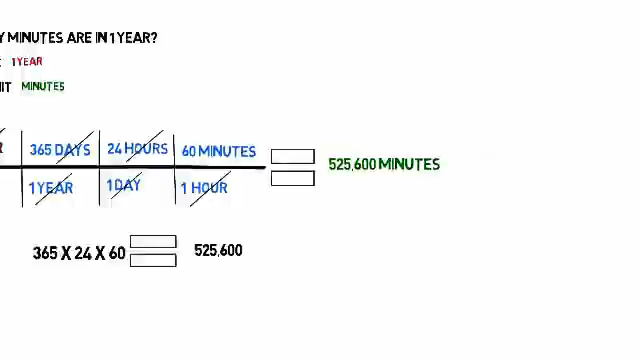 MINUTES ARE IN 1 YEAR?
1 YEAR
MINUTES
365 DAYS 24 HOURS 60 MINUTES
525,600 MINUTES
1 YEAR 1 DAY 1 HOUR
365 X 24 X 60 525,600